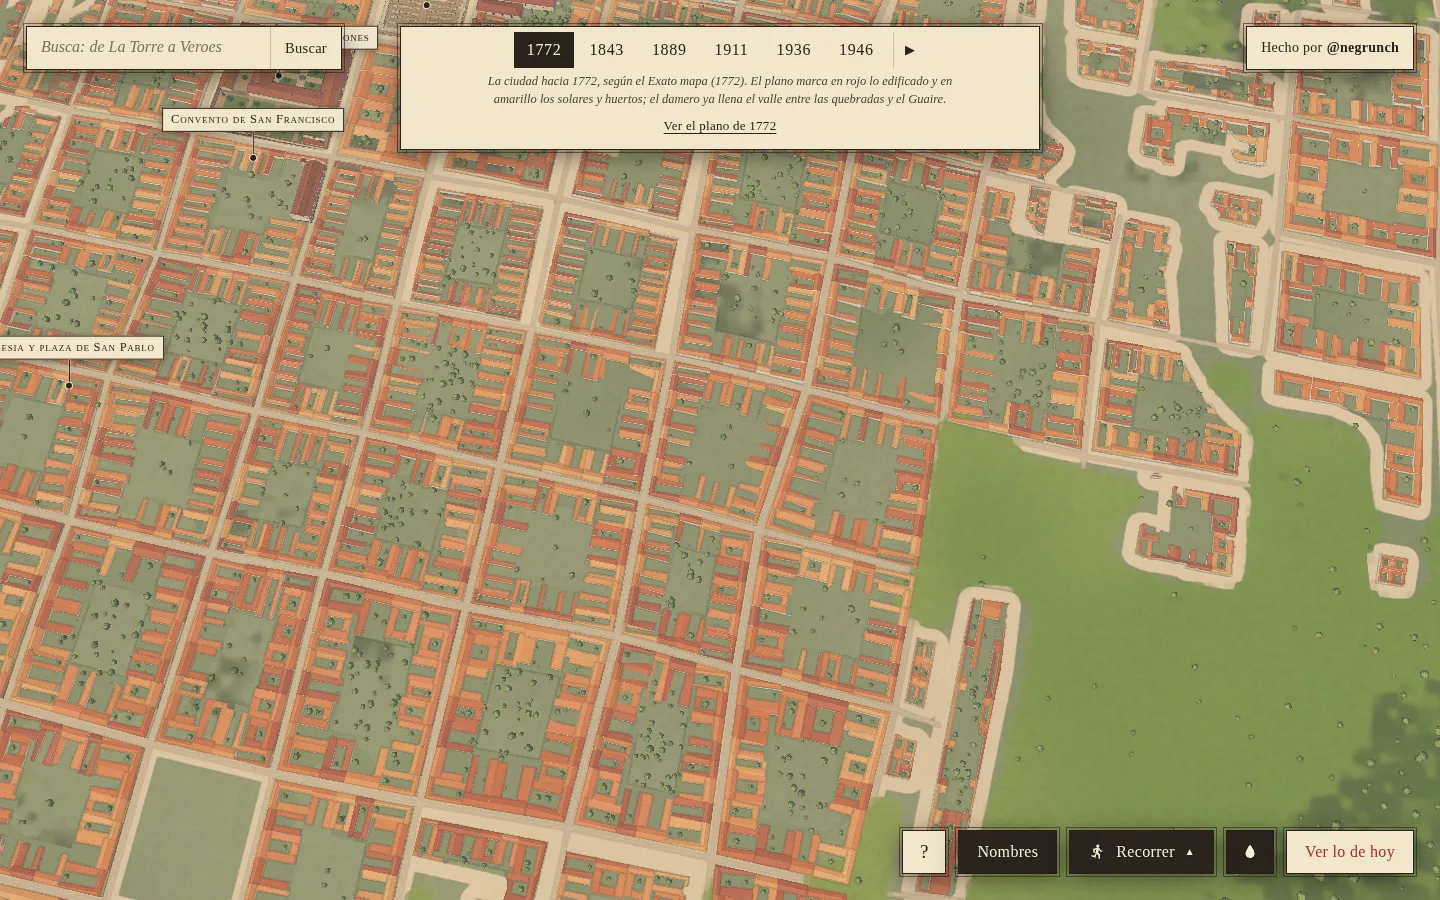 Busca: de La Torre a Veroes
Buscar
ONES
1772
1843
1889
1911
1936
1946
▶
La ciudad hacia 1772, según el Exato mapa (1772). El plano marca en rojo lo edificado y en
amarillo los solares y huertos; el damero ya llena el valle entre las quebradas y el Guaire.
Ver el plano de 1772
Hecho por @negrunch
Convento de San Francisco
esia y plaza de San Pablo
?
Nombres
Recorrer ▲
Ver lo de hoy